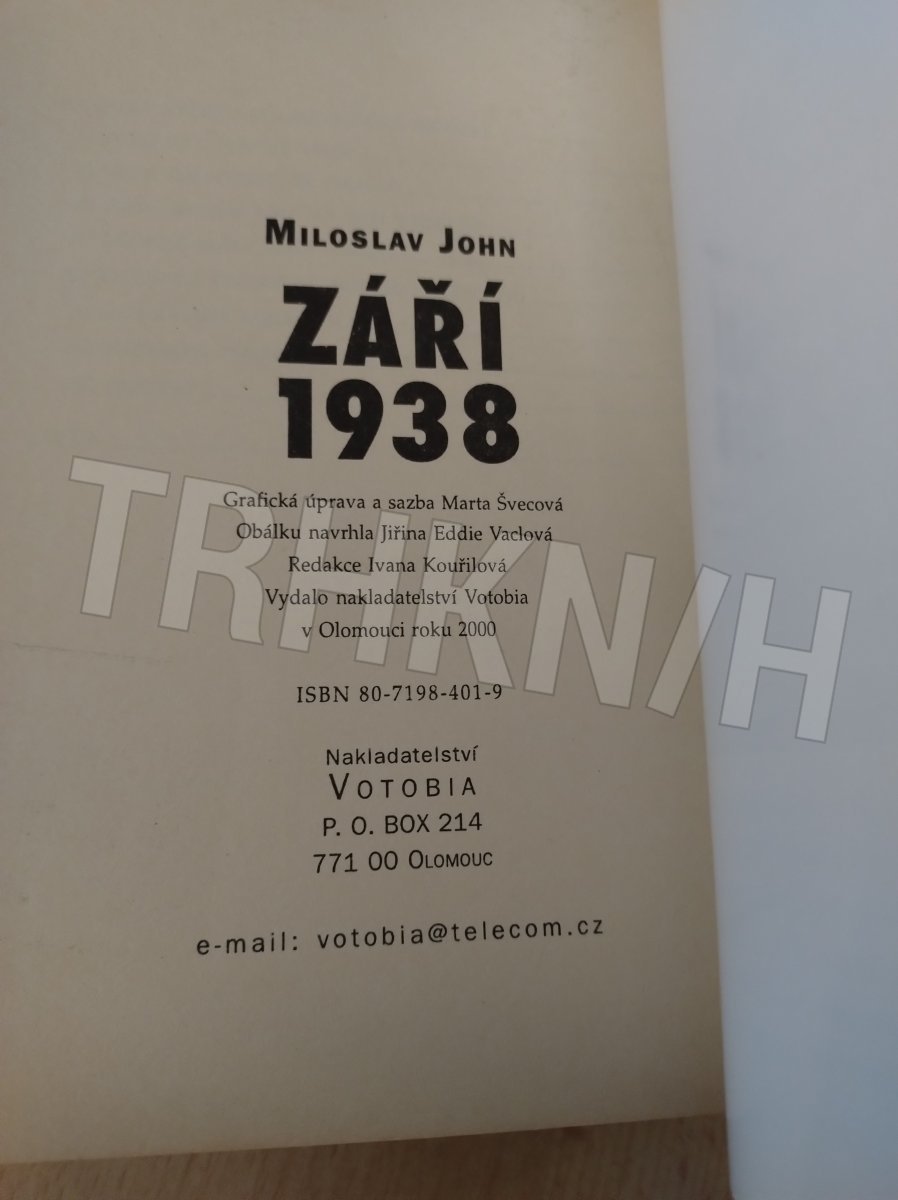 MILOSLAV JOHN
ZÁŘÍ
1938
Grafická úprava a sazba Marta Švecová
Obálku navrhla Jiřina Eddie Vaclová
Redakce Ivana Kouřilová
Vydalo nakladatelství Votobia
v Olomouci roku 2000
ISBN 80-7198-401-9
Nakladatelství
VOTOBIA
P. O. BOX 214
771 00 OLOMOUC
e-mail: votobia@telecom.cz
TRHKNIH